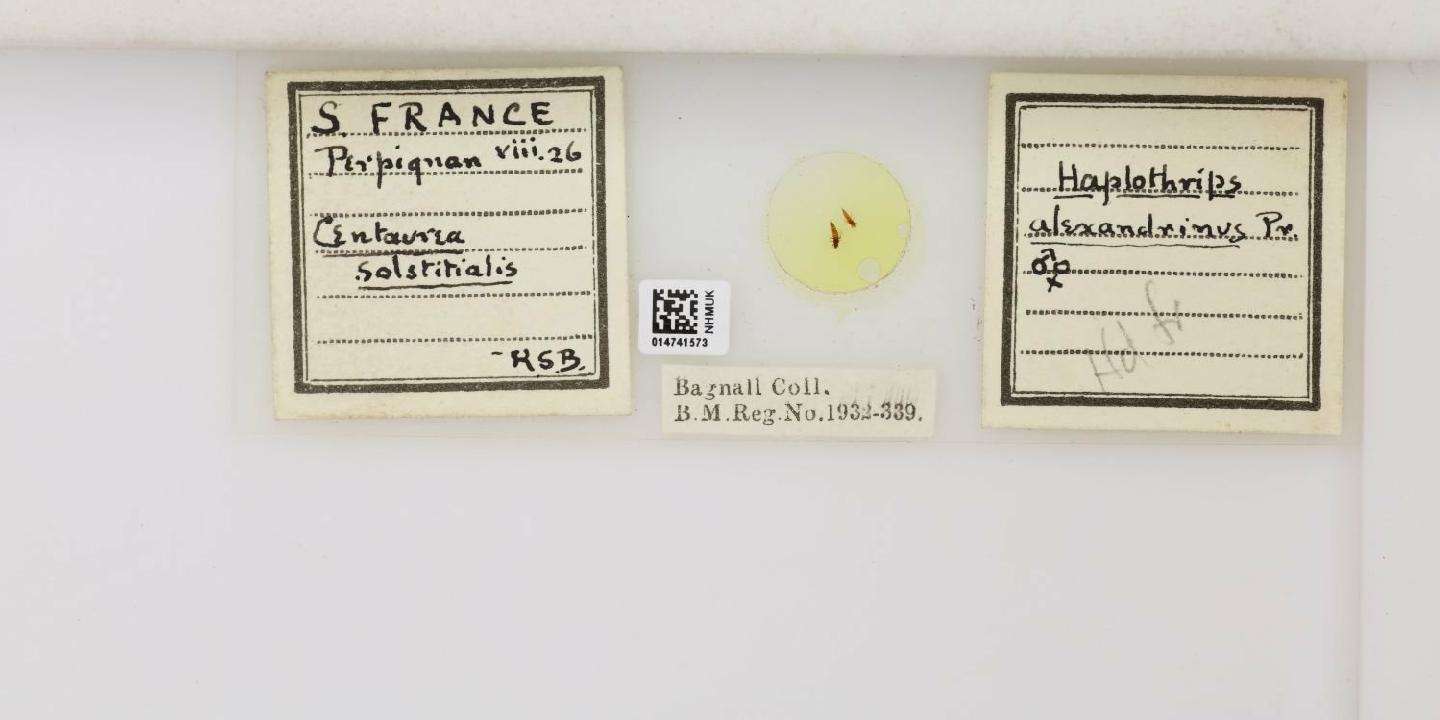 S. FRANCE
Perpignan viii.26
Centaurea
solstitialis
- RSB.
NHMUK
014741573
Bagnall Coll.
B.M.Reg.No.1932-339.
Haplothrips
alexandrinus Pr.
♂♀